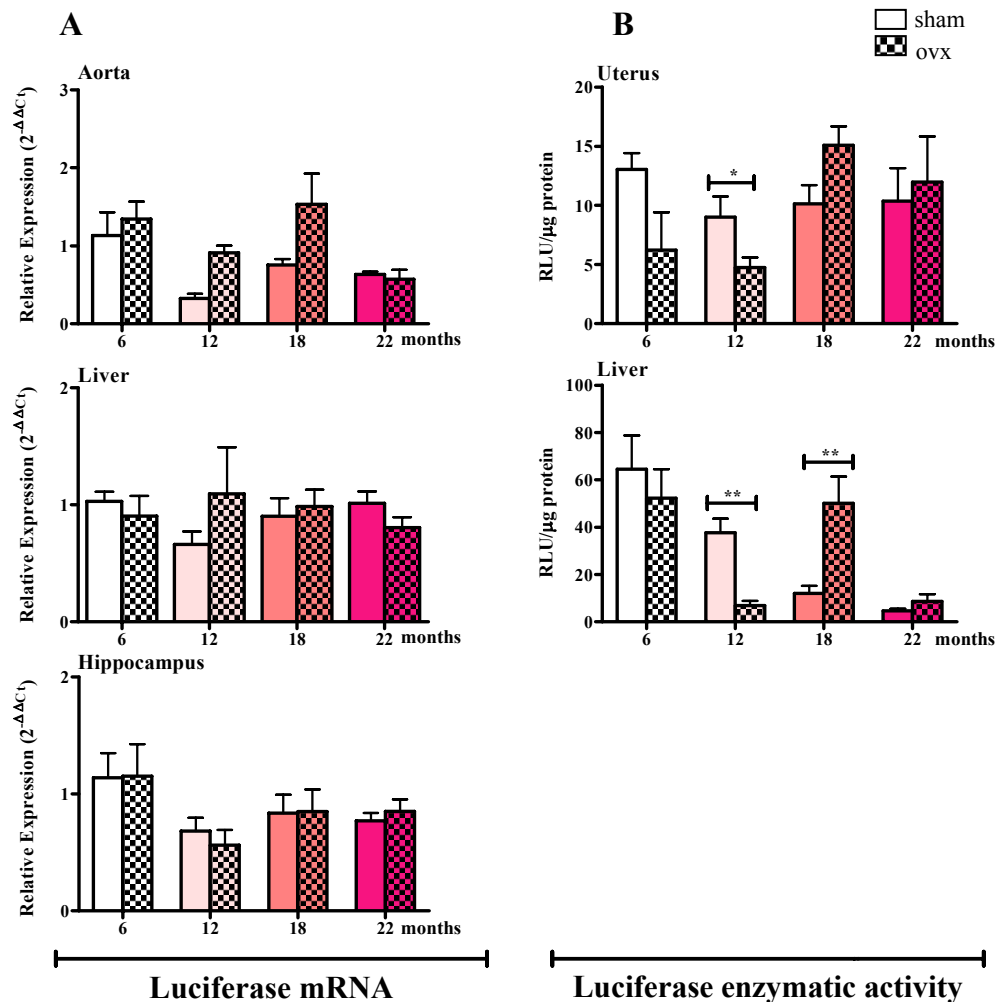 A
Aorta
Relative Expression (2-ΔΔCt)
3
2
1
0
6 12 18 22 months
Liver
Relative Expression (2-ΔΔCt)
2
1
0
6 12 18 22 months
Hippocampus
Relative Expression (2-ΔΔCt)
2
1
0
6 12 18 22 months
Luciferase mRNA
B
sham
ovx
Uterus
RLU/µg protein
20
15
10
5
0
*
6 12 18 22 months
Liver
RLU/µg protein
100
80
60
40
20
0
**
**
6 12 18 22 months
Luciferase enzymatic activity